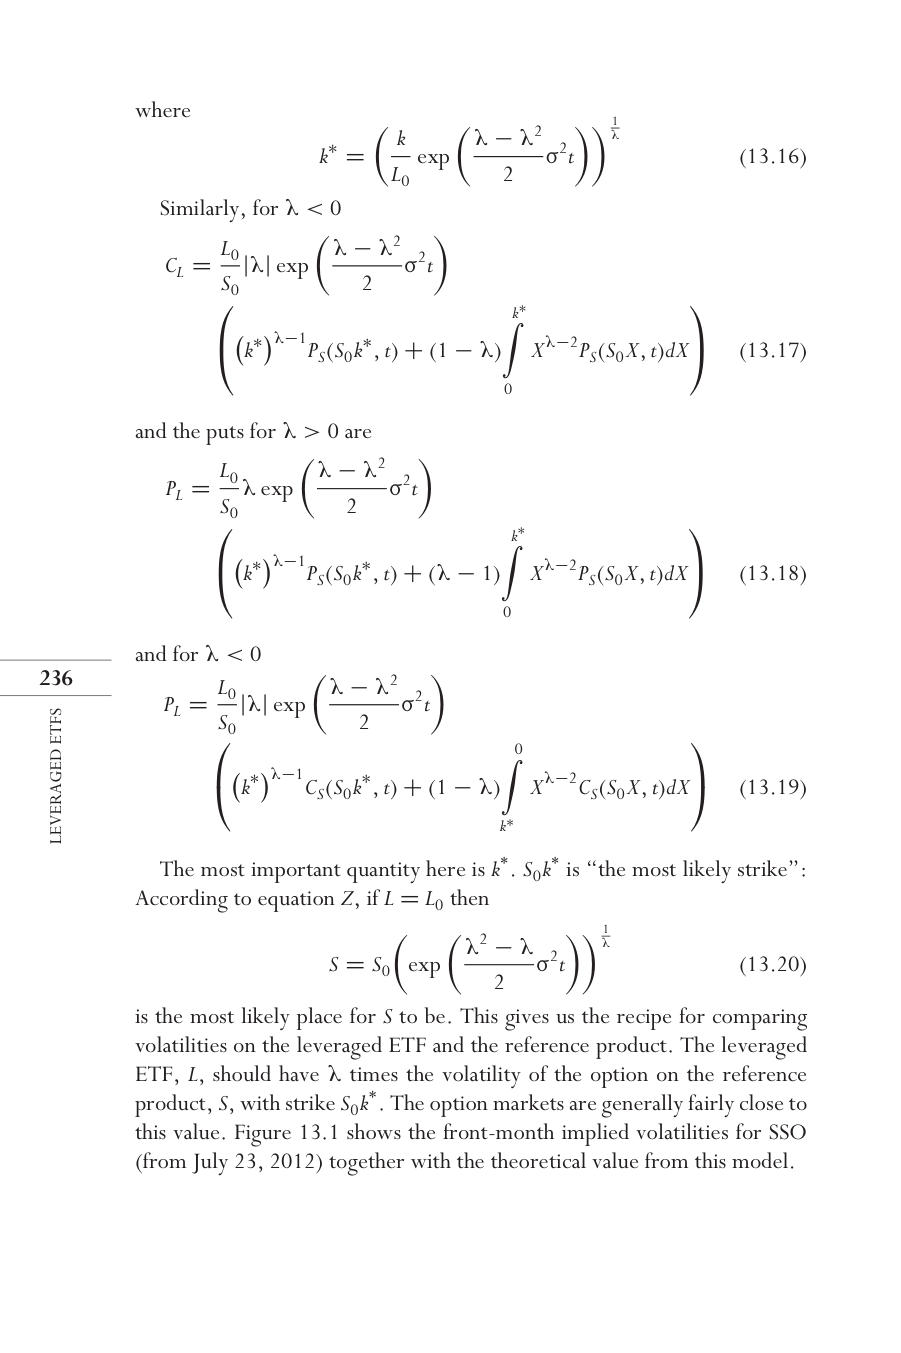 where
k* = ( k/L₀ exp ( (λ − λ²)/2 σ²t ) )^(1/λ) (13.16)
Similarly, for λ < 0
C_L = L₀/S₀ |λ| exp ( (λ − λ²)/2 σ²t )
( (k*)^(λ−1) P_S(S₀k*, t) + (1 − λ) ∫₀^(k*) X^(λ−2) P_S(S₀X, t)dX ) (13.17)
and the puts for λ > 0 are
P_L = L₀/S₀ λ exp ( (λ − λ²)/2 σ²t )
( (k*)^(λ−1) P_S(S₀k*, t) + (λ − 1) ∫₀^(k*) X^(λ−2) P_S(S₀X, t)dX ) (13.18)
and for λ < 0
P_L = L₀/S₀ |λ| exp ( (λ − λ²)/2 σ²t )
( (k*)^(λ−1) C_S(S₀k*, t) + (1 − λ) ∫_(k*)^0 X^(λ−2) C_S(S₀X, t)dX ) (13.19)
The most important quantity here is k*. S₀k* is “the most likely strike”:
According to equation Z, if L = L₀ then
S = S₀ ( exp ( (λ² − λ)/2 σ²t ) )^(1/λ) (13.20)
is the most likely place for S to be. This gives us the recipe for comparing
volatilities on the leveraged ETF and the reference product. The leveraged
ETF, L, should have λ times the volatility of the option on the reference
product, S, with strike S₀k*. The option markets are generally fairly close to
this value. Figure 13.1 shows the front-month implied volatilities for SSO
(from July 23, 2012) together with the theoretical value from this model.
236
LEVERAGED ETFS